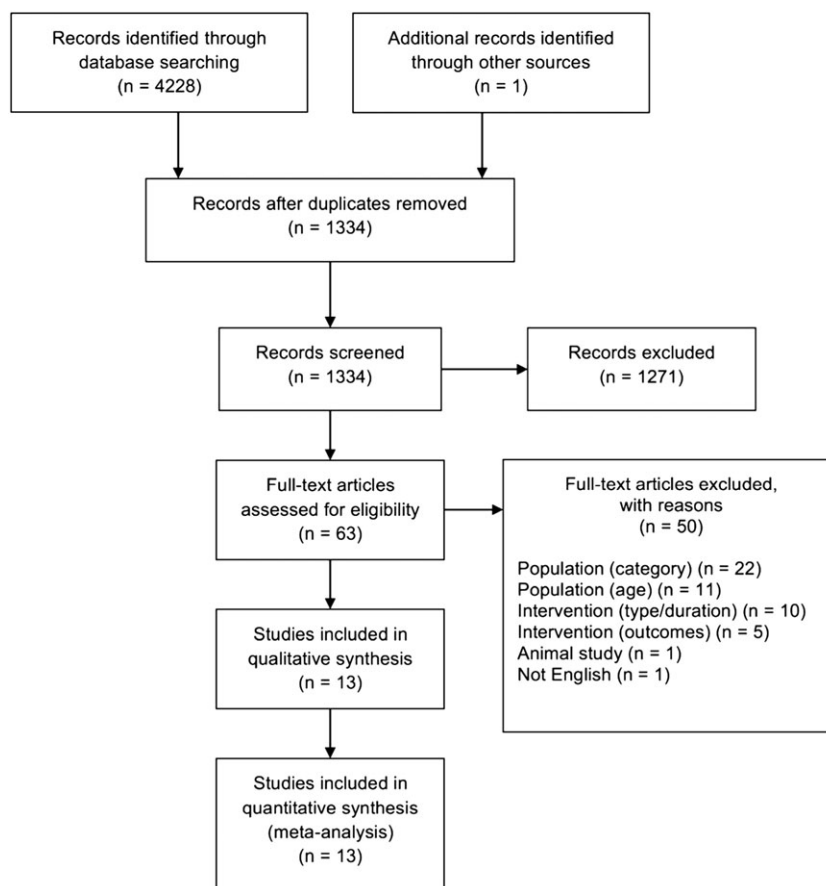 Records identified through
database searching
(n = 4228)
Additional records identified
through other sources
(n = 1)
Records after duplicates removed
(n = 1334)
Records screened
(n = 1334)
Records excluded
(n = 1271)
Full-text articles
assessed for eligibility
(n = 63)
Full-text articles excluded,
with reasons
(n = 50)
Population (category) (n = 22)
Population (age) (n = 11)
Intervention (type/duration) (n = 10)
Intervention (outcomes) (n = 5)
Animal study (n = 1)
Not English (n = 1)
Studies included in
qualitative synthesis
(n = 13)
Studies included in
quantitative synthesis
(meta-analysis)
(n = 13)